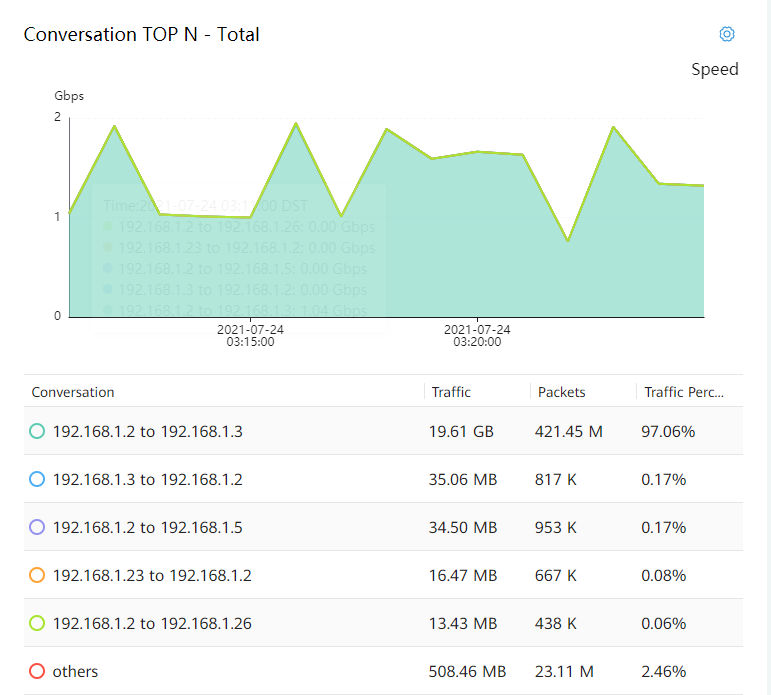 Conversation TOP N - Total
Speed
Gbps
2
1
0
Time:2021-07-24 03:1 :00 DST
192.168.1.2 to 192.168.1.26: 0.00 Gbps
192.168.1.23 to 192.168.1.2: 0.00 Gbps
192.168.1.2 to 192.168.1.5: 0.00 Gbps
192.168.1.3 to 192.168.1.2: 0.00 Gbps
192.168.1.2 to 192.168.1.3: 1.04 Gbps
2021-07-24 2021-07-24
03:15:00 03:20:00
Conversation Traffic Packets Traffic Perc...
192.168.1.2 to 192.168.1.3 19.61 GB 421.45 M 97.06%
192.168.1.3 to 192.168.1.2 35.06 MB 817 K 0.17%
192.168.1.2 to 192.168.1.5 34.50 MB 953 K 0.17%
192.168.1.23 to 192.168.1.2 16.47 MB 667 K 0.08%
192.168.1.2 to 192.168.1.26 13.43 MB 438 K 0.06%
others 508.46 MB 23.11 M 2.46%